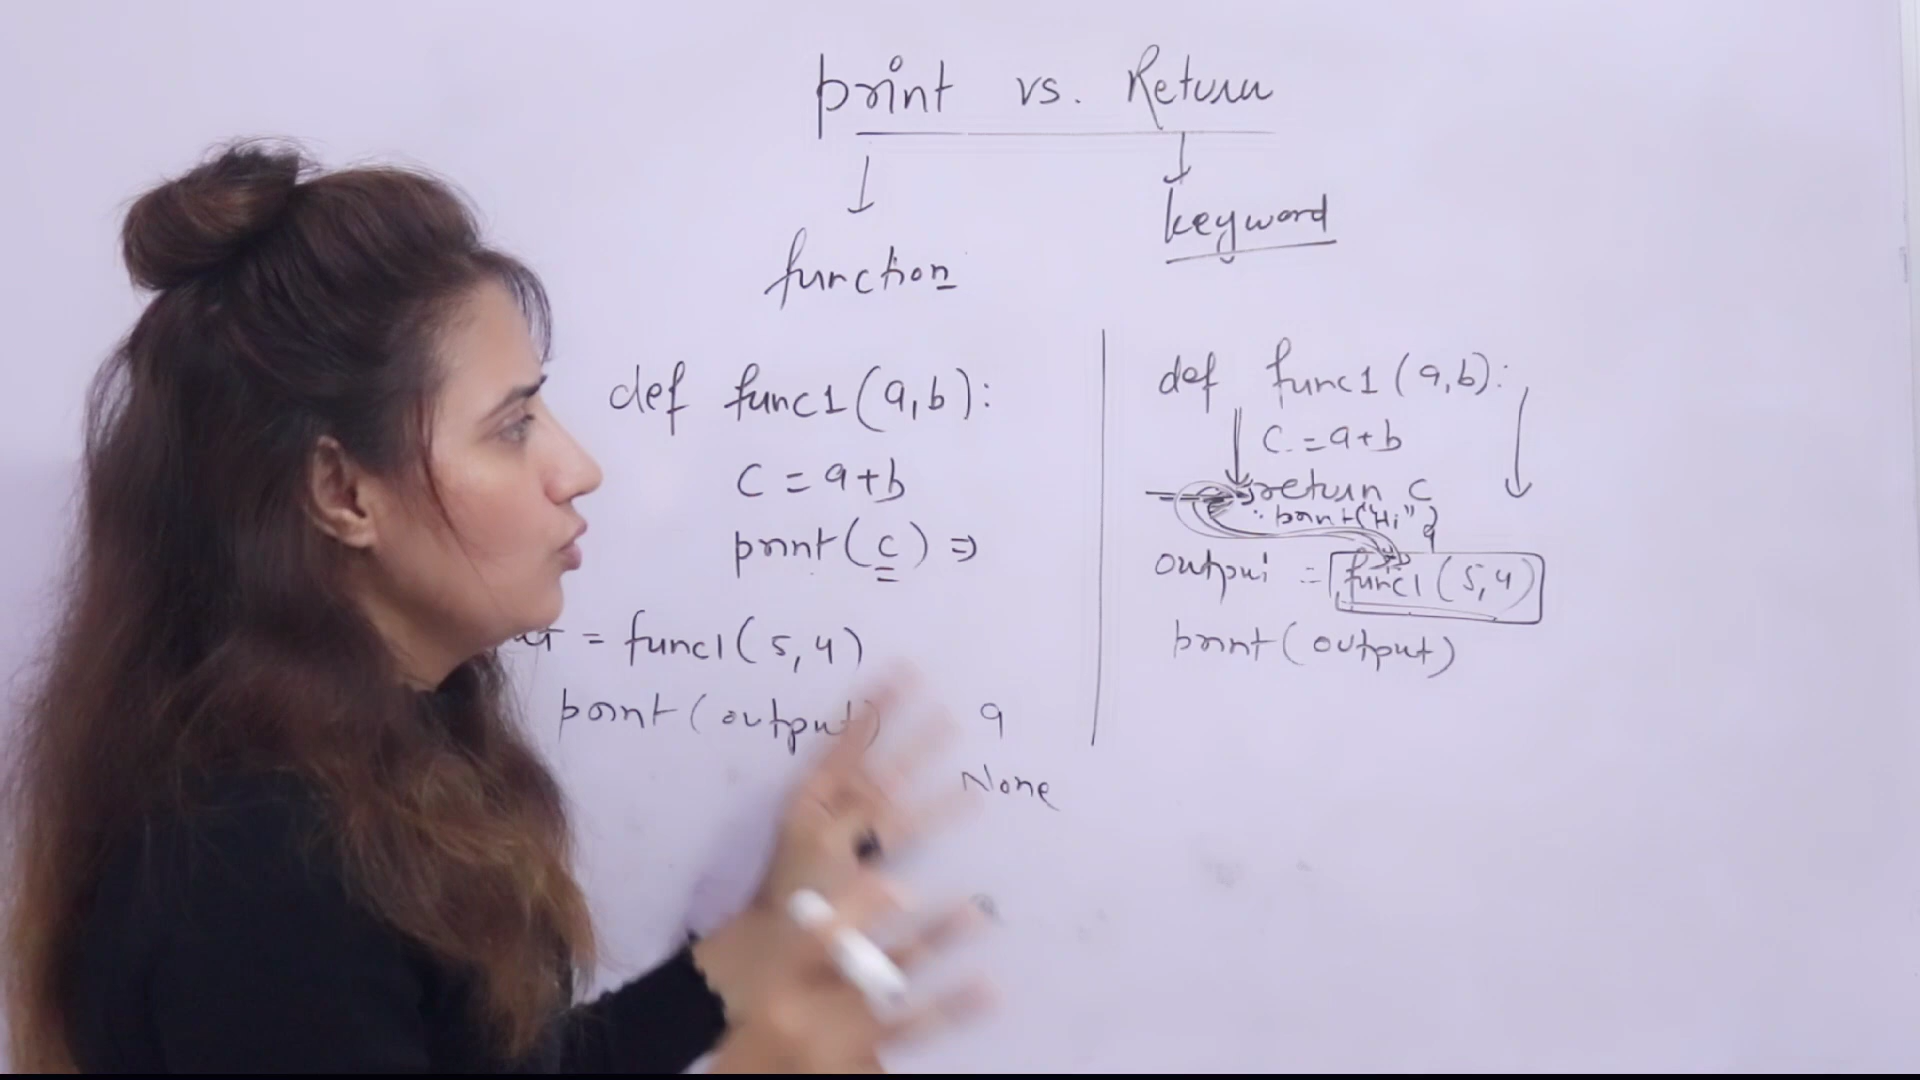 print vs. Return
function
keyword
def func1(a,b):
c = a+b
print(c) =>
= func1(5,4)
print(output)
9
None
def func1(a,b):
c = a+b
return c
print("Hi")
9
output = func1(5,4)
print(output)